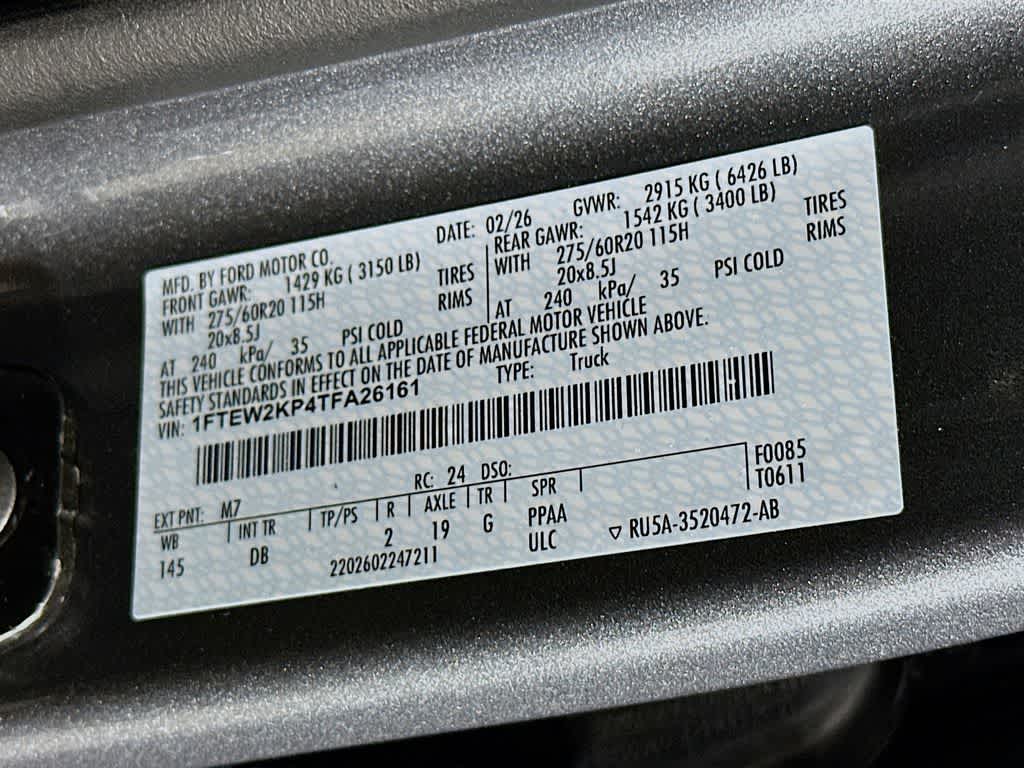 MFD. BY FORD MOTOR CO.
DATE: 02/26 GVWR: 2915 KG ( 6426 LB)
FRONT GAWR: 1429 KG ( 3150 LB)
WITH 275/60R20 115H TIRES
20x8.5J RIMS
AT 240 kPa/ 35 PSI COLD
REAR GAWR: 1542 KG ( 3400 LB)
WITH 275/60R20 115H TIRES
20x8.5J RIMS
AT 240 kPa/ 35 PSI COLD
THIS VEHICLE CONFORMS TO ALL APPLICABLE FEDERAL MOTOR VEHICLE
SAFETY STANDARDS IN EFFECT ON THE DATE OF MANUFACTURE SHOWN ABOVE.
VIN: 1FTEW2KP4TFA26161 TYPE: Truck
EXT PNT: M7 RC: 24 DSO: F0085
T0611
WB INT TR TP/PS R AXLE TR SPR
145 DB 2 19 G PPAA
2202602247211 ULC ▽ RU5A-3520472-AB